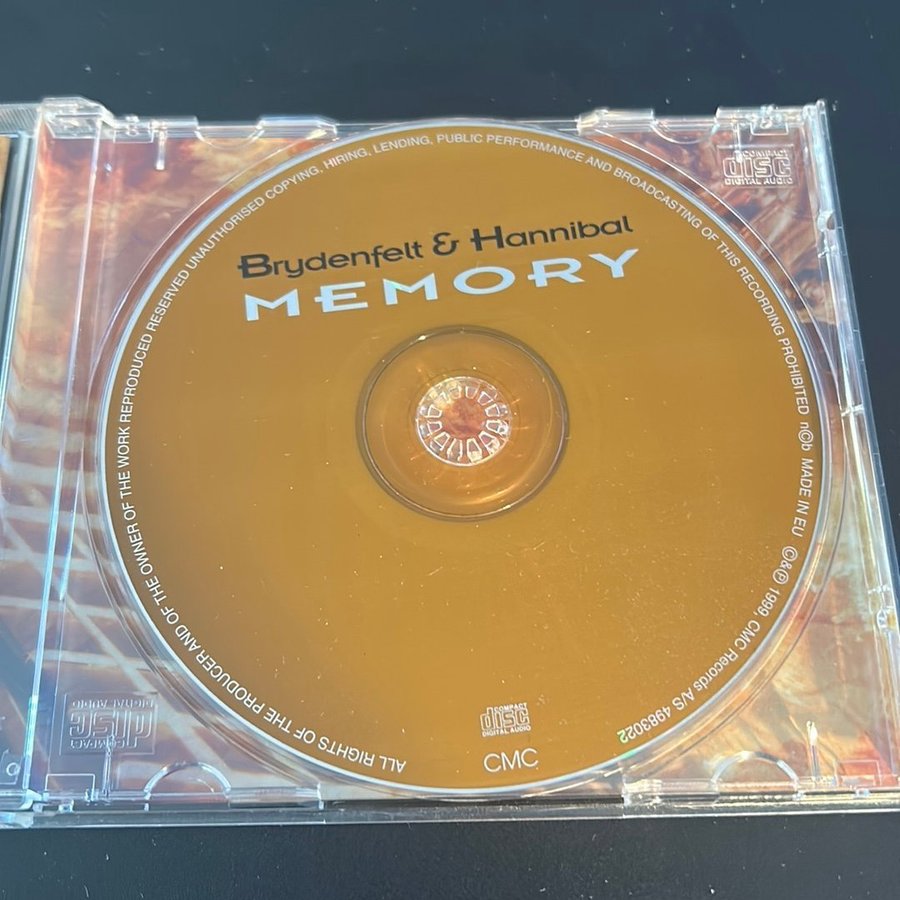 Brydenfelt & Hannibal
MEMORY
ALL RIGHTS OF THE PRODUCER AND OF THE OWNER OF THE WORK REPRODUCED RESERVED UNAUTHORISED COPYING, HIRING, LENDING, PUBLIC PERFORMANCE AND BROADCASTING OF THIS RECORDING PROHIBITED n©b MADE IN EU ©&℗ 1999, CMC Records A/S 4983022
COMPACT
disc
DIGITAL AUDIO
CMC
COMPACT
disc
DIGITAL AUDIO
COMPACT
disc
DIGITAL AUDIO